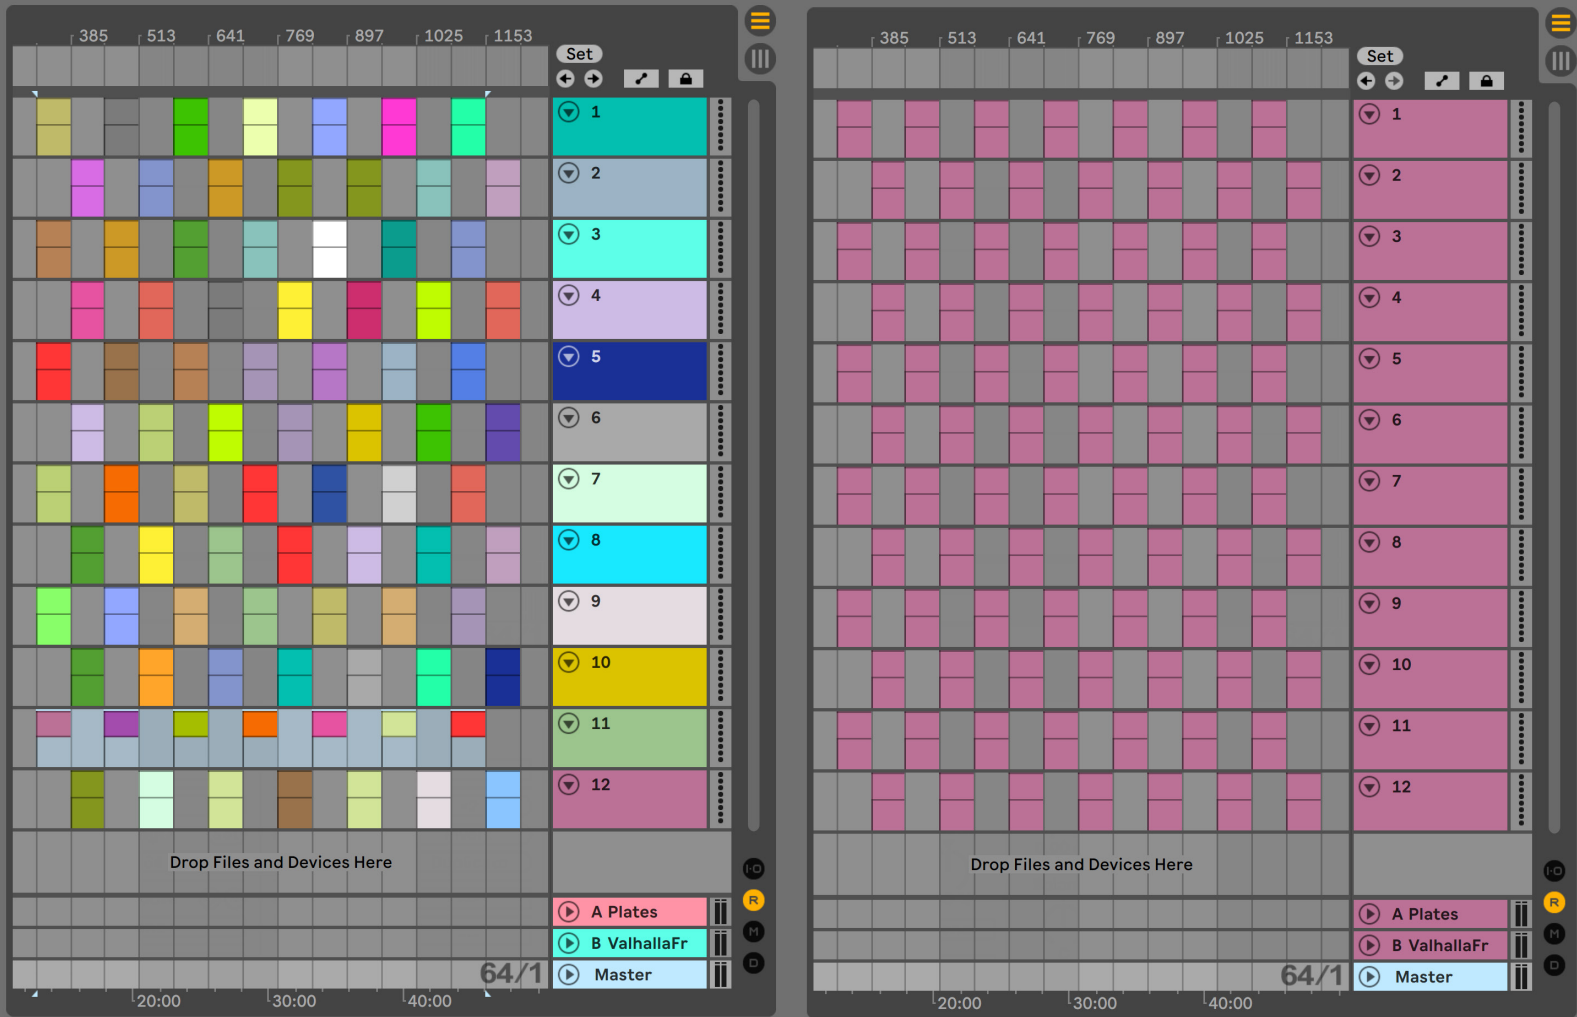 385 513 641 769 897 1025 1153
Set
1
2
3
4
5
6
7
8
9
10
11
12
Drop Files and Devices Here
A Plates
B ValhallaFr
64/1 Master
20:00 30:00 40:00
I·O
R
M
D
385 513 641 769 897 1025 1153
Set
1
2
3
4
5
6
7
8
9
10
11
12
Drop Files and Devices Here
A Plates
B ValhallaFr
64/1 Master
20:00 30:00 40:00
I·O
R
M
D